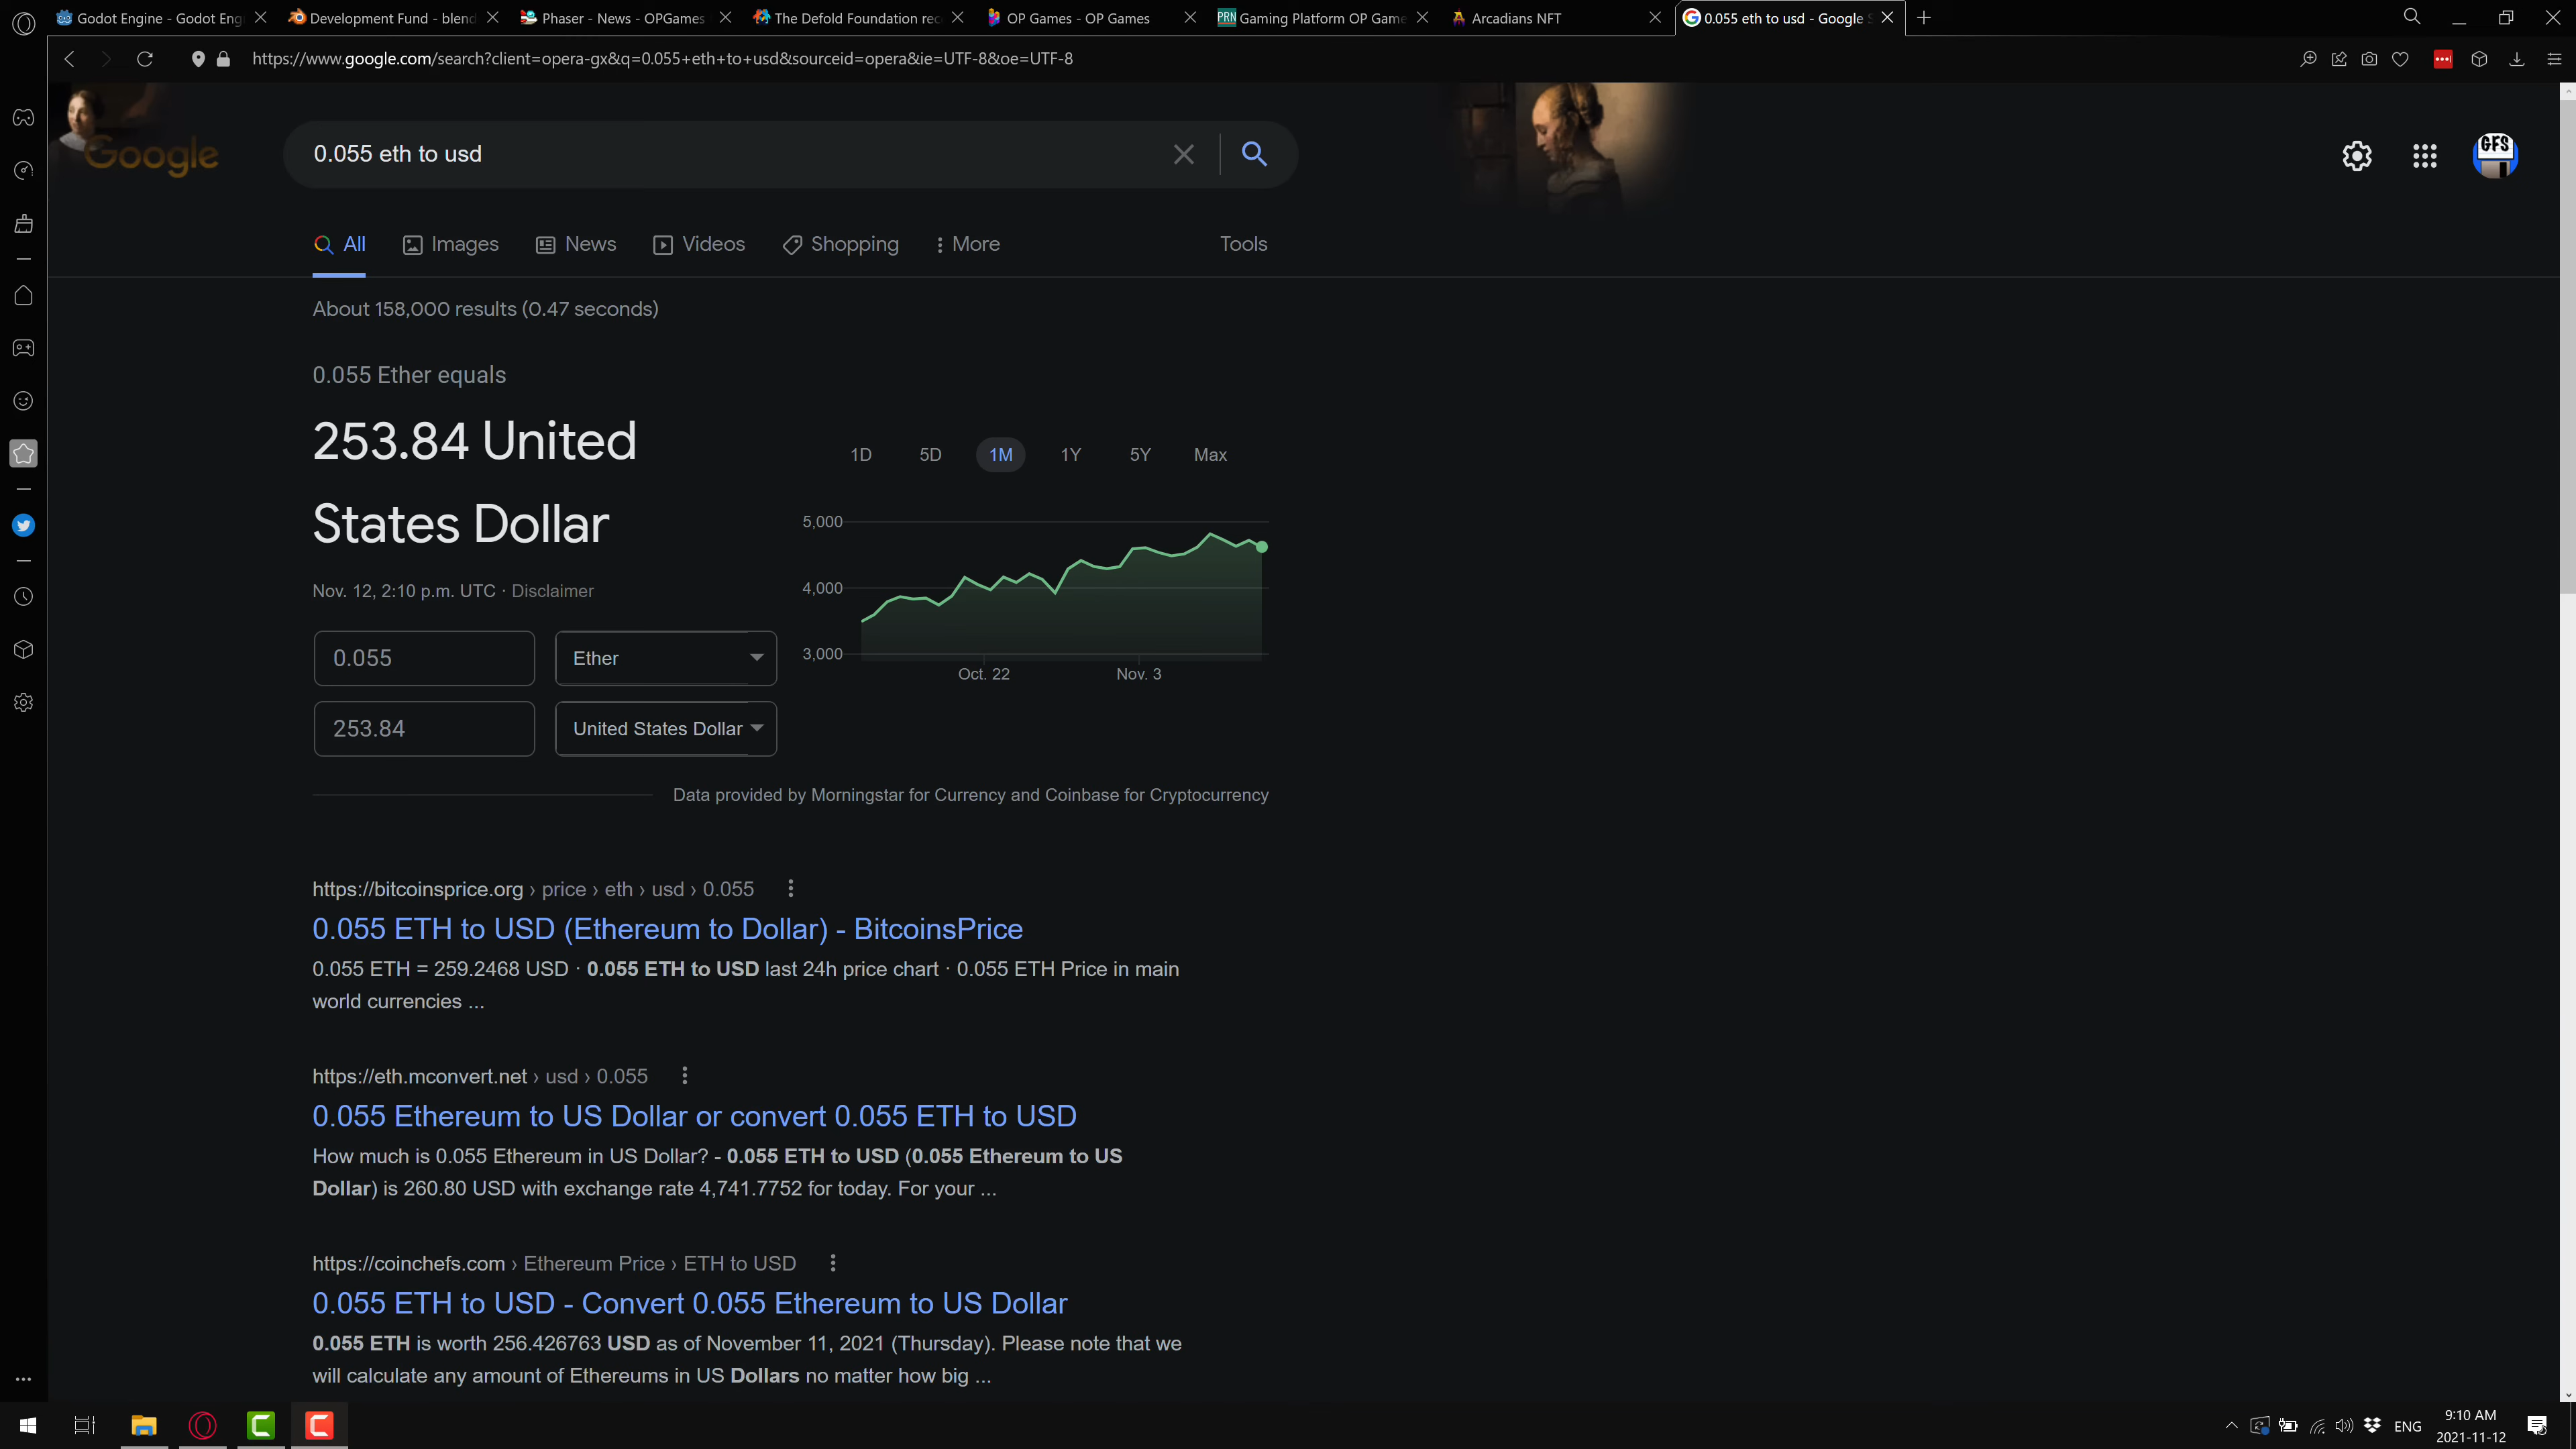 Godot Engine - Godot Eng
Development Fund - blend
Phaser - News - OPGames
The Defold Foundation rec
OP Games - OP Games
PRN Gaming Platform OP Game
Arcadians NFT
0.055 eth to usd - Google S
https://www.google.com/search?client=opera-gx&q=0.055+eth+to+usd&sourceid=opera&ie=UTF-8&oe=UTF-8
Google
0.055 eth to usd
GFS
All
Images
News
Videos
Shopping
More
Tools
About 158,000 results (0.47 seconds)
0.055 Ether equals
253.84 United
States Dollar
Nov. 12, 2:10 p.m. UTC · Disclaimer
0.055
Ether
253.84
United States Dollar
1D
5D
1M
1Y
5Y
Max
5,000
4,000
3,000
Oct. 22
Nov. 3
Data provided by Morningstar for Currency and Coinbase for Cryptocurrency
https://bitcoinsprice.org › price › eth › usd › 0.055
0.055 ETH to USD (Ethereum to Dollar) - BitcoinsPrice
0.055 ETH = 259.2468 USD · 0.055 ETH to USD last 24h price chart · 0.055 ETH Price in main
world currencies ...
https://eth.mconvert.net › usd › 0.055
0.055 Ethereum to US Dollar or convert 0.055 ETH to USD
How much is 0.055 Ethereum in US Dollar? - 0.055 ETH to USD (0.055 Ethereum to US
Dollar) is 260.80 USD with exchange rate 4,741.7752 for today. For your ...
https://coinchefs.com › Ethereum Price › ETH to USD
0.055 ETH to USD - Convert 0.055 Ethereum to US Dollar
0.055 ETH is worth 256.426763 USD as of November 11, 2021 (Thursday). Please note that we
will calculate any amount of Ethereums in US Dollars no matter how big ...
ENG
9:10 AM
2021-11-12